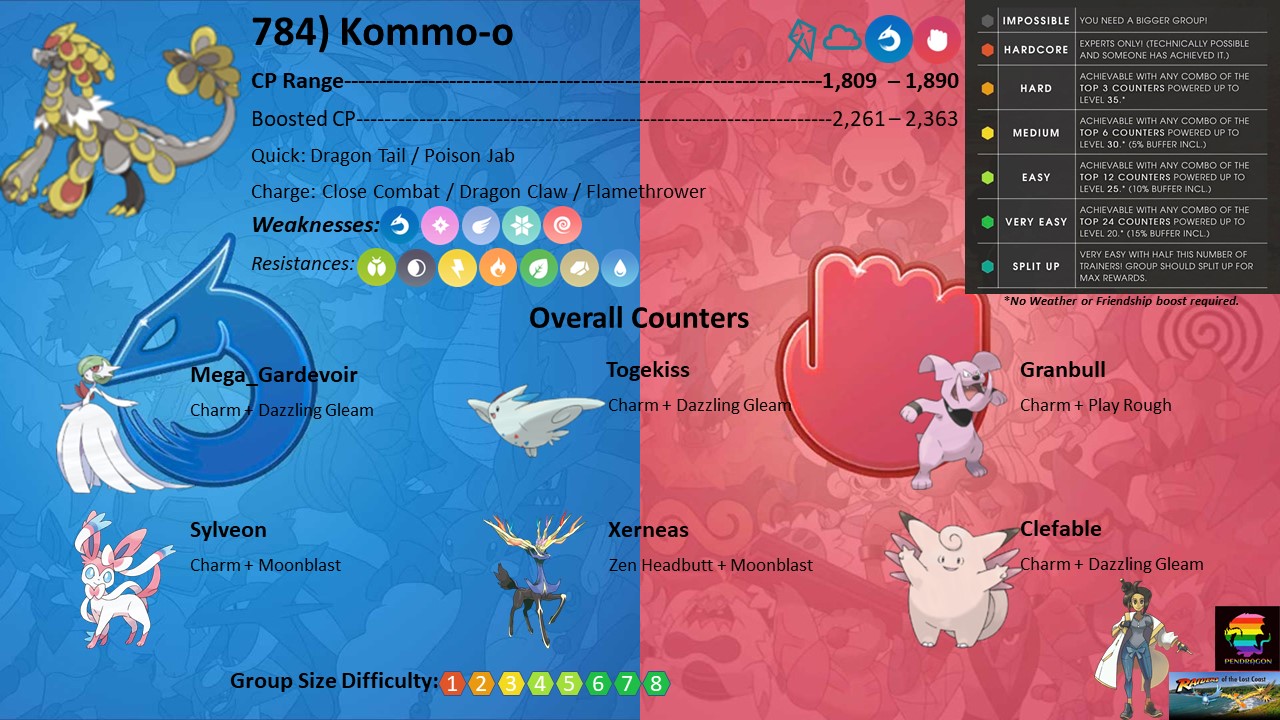 784) Kommo-o
CP Range----------1,809 – 1,890
Boosted CP----------2,261 – 2,363
Quick: Dragon Tail / Poison Jab
Charge: Close Combat / Dragon Claw / Flamethrower
Weaknesses:
Resistances:
IMPOSSIBLE YOU NEED A BIGGER GROUP!
HARDCORE EXPERTS ONLY! (TECHNICALLY POSSIBLE
AND SOMEONE HAS ACHIEVED IT.)
HARD ACHIEVABLE WITH ANY COMBO OF THE
TOP 3 COUNTERS POWERED UP TO
LEVEL 35.*
MEDIUM ACHIEVABLE WITH ANY COMBO OF THE
TOP 6 COUNTERS POWERED UP TO
LEVEL 30.* (5% BUFFER INCL.)
EASY ACHIEVABLE WITH ANY COMBO OF THE
TOP 12 COUNTERS POWERED UP TO
LEVEL 25.* (10% BUFFER INCL.)
VERY EASY ACHIEVABLE WITH ANY COMBO OF THE
TOP 24 COUNTERS POWERED UP TO
LEVEL 20.* (15% BUFFER INCL.)
SPLIT UP VERY EASY WITH HALF THIS NUMBER OF
TRAINERS! GROUP SHOULD SPLIT UP FOR
MAX REWARDS.
*No Weather or Friendship boost required.
Overall Counters
Mega_Gardevoir
Charm + Dazzling Gleam
Togekiss
Charm + Dazzling Gleam
Granbull
Charm + Play Rough
Sylveon
Charm + Moonblast
Xerneas
Zen Headbutt + Moonblast
Clefable
Charm + Dazzling Gleam
Group Size Difficulty: 1 2 3 4 5 6 7 8
PENDRAGON
RAIDERS of the Lost Coast